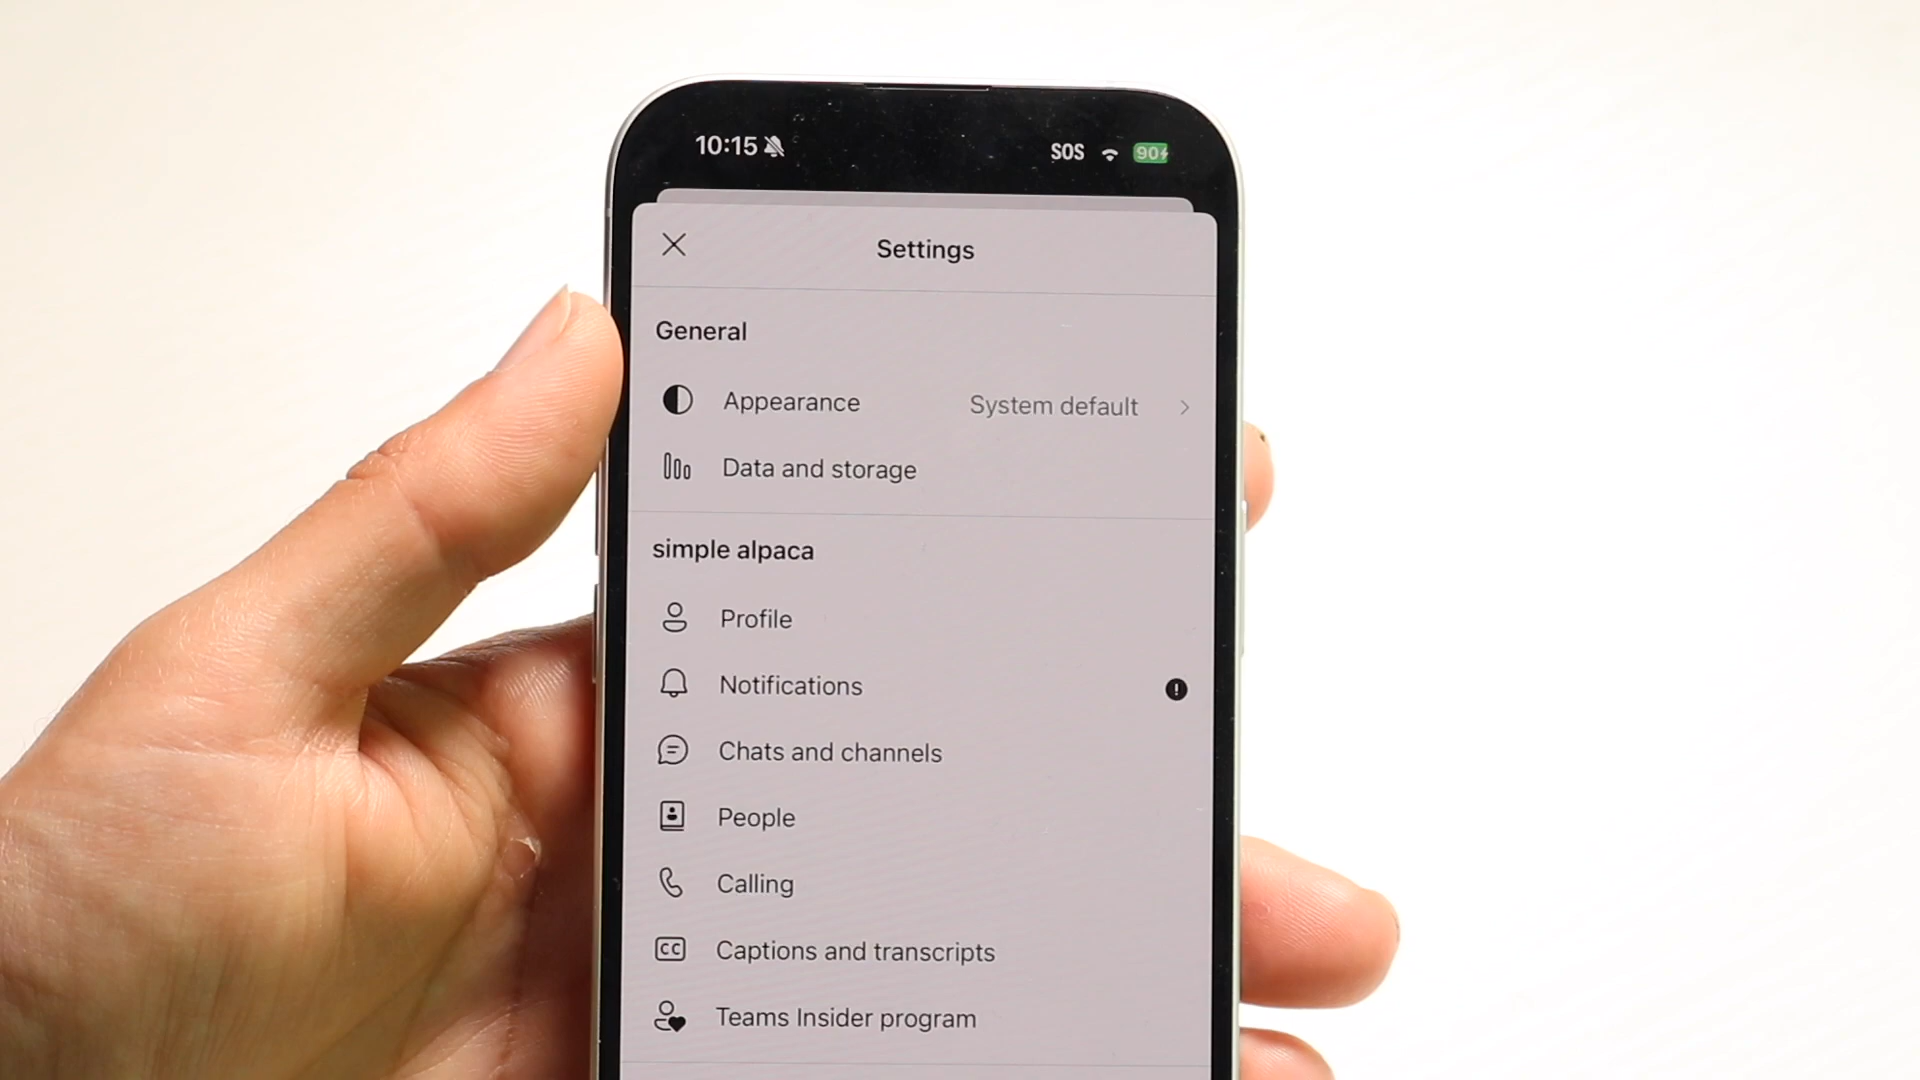 10:15
SOS
90
Settings
General
Appearance System default
Data and storage
simple alpaca
Profile
Notifications
Chats and channels
People
Calling
CC Captions and transcripts
Teams Insider program